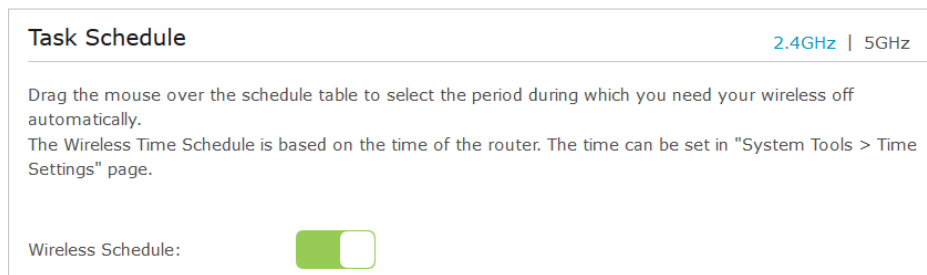 Task Schedule
2.4GHz | 5GHz
Drag the mouse over the schedule table to select the period during which you need your wireless off
automatically.
The Wireless Time Schedule is based on the time of the router. The time can be set in "System Tools > Time
Settings" page.
Wireless Schedule: